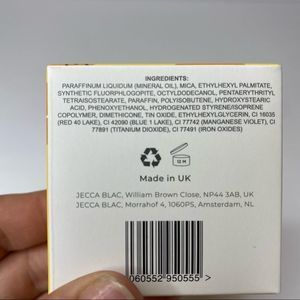 INGREDIENTS:
PARAFFINUM LIQUIDUM (MINERAL OIL), MICA, ETHYLHEXYL PALMITATE,
SYNTHETIC FLUORPHLOGOPITE, OCTYLDODECANOL, PENTAERYTHRITYL
TETRAISOSTEARATE, PARAFFIN, POLYISOBUTENE, HYDROXYSTEARIC
ACID, PHENOXYETHANOL, HYDROGENATED STYRENE/ISOPRENE
COPOLYMER, DIMETHICONE, TIN OXIDE, ETHYLHEXYLGLYCERIN, CI 16035
(RED 40 LAKE), CI 42090 (BLUE 1 LAKE), CI 77742 (MANGANESE VIOLET), CI
77891 (TITANIUM DIOXIDE), CI 77491 (IRON OXIDES)
12 M
Made in UK
JECCA BLAC, William Brown Close, NP44 3AB, UK
JECCA BLAC, Morrahof 4, 1060PS, Amsterdam, NL
060552 950555 >